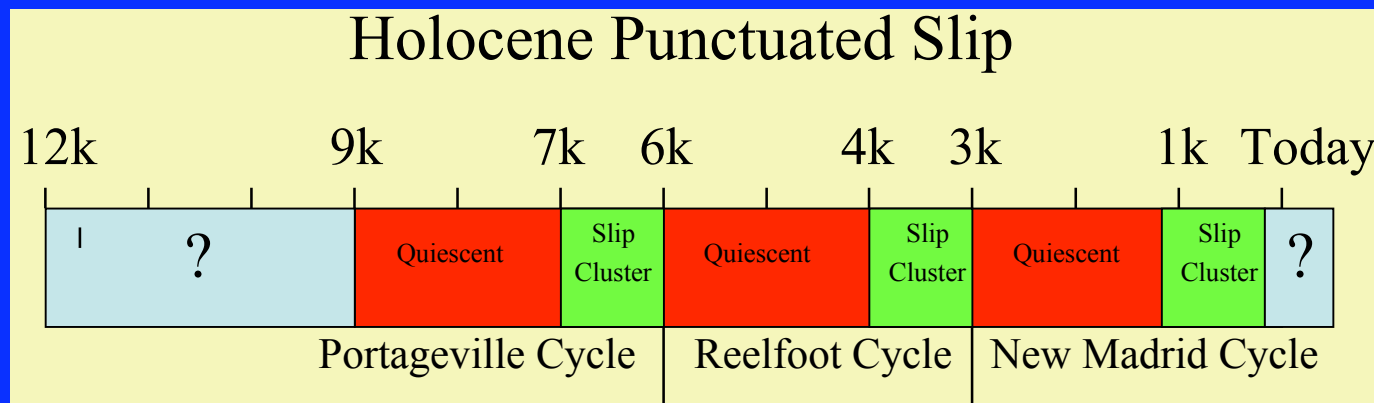 Holocene Punctuated Slip
12k 9k 7k 6k 4k 3k 1k Today
? Quiescent Slip Cluster Quiescent Slip Cluster Quiescent Slip Cluster ?
Portageville Cycle Reelfoot Cycle New Madrid Cycle